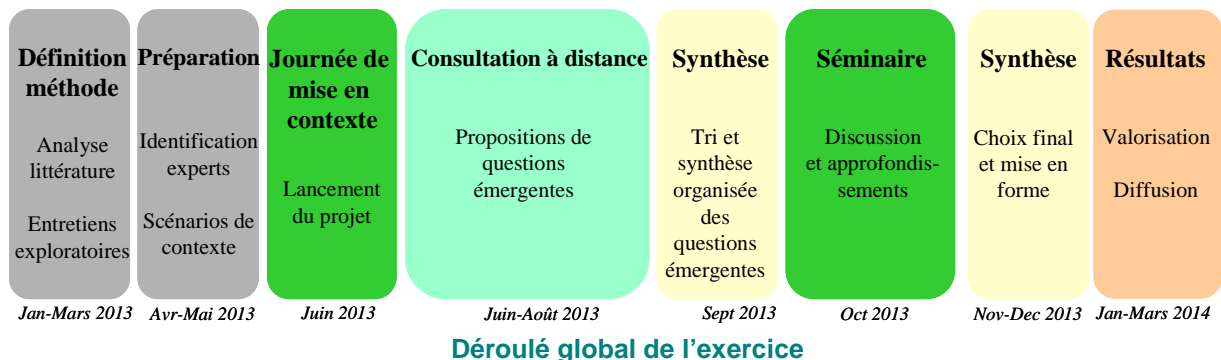 Définition
méthode
Analyse
littérature
Entretiens
exploratoires
Jan-Mars 2013
Préparation
Identification
experts
Scénarios de
contexte
Avr-Mai 2013
Journée de
mise en
contexte
Lancement
du projet
Juin 2013
Consultation à distance
Propositions de
questions
émergentes
Juin-Août 2013
Synthèse
Tri et
synthèse
organisée
des
questions
émergentes
Sept 2013
Séminaire
Discussion
et approfondis-
sements
Oct 2013
Synthèse
Choix final
et mise en
forme
Nov-Dec 2013
Résultats
Valorisation
Diffusion
Jan-Mars 2014
Déroulé global de l’exercice